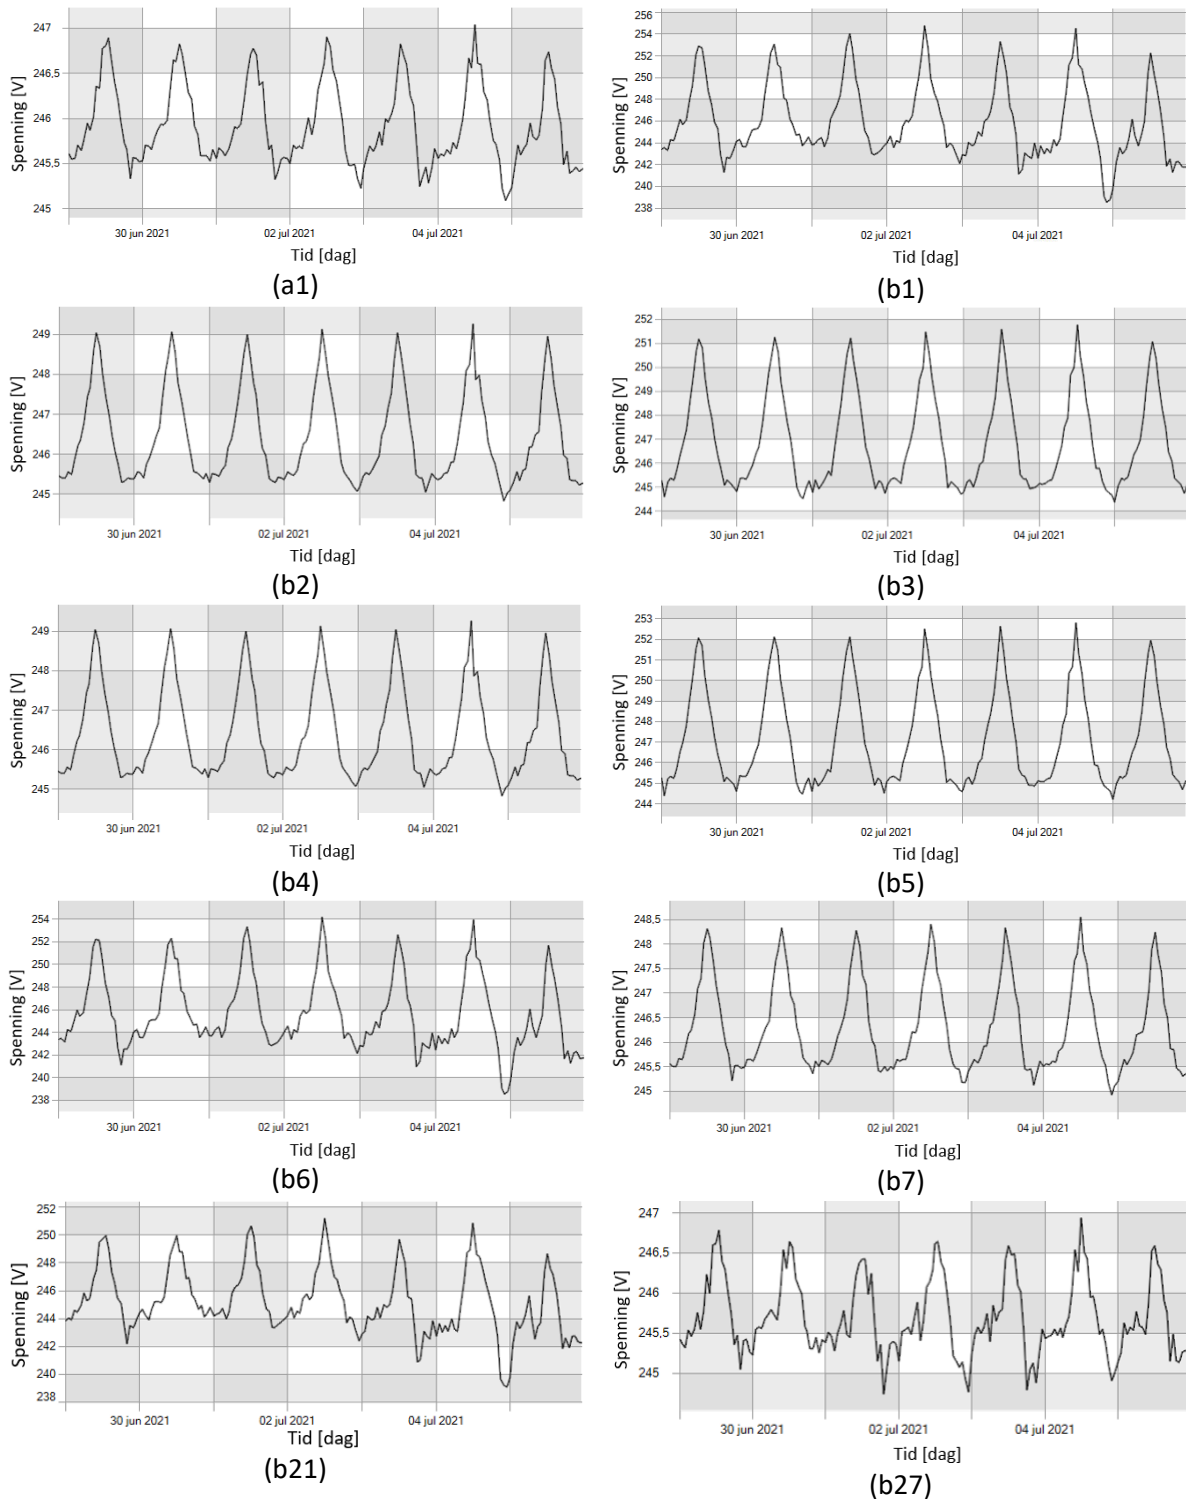 247
246,5
246
245,5
245
Spenning [V]
30 jun 2021
02 jul 2021
04 jul 2021
Tid [dag]
(a1)
256
254
252
250
248
246
244
242
240
238
Spenning [V]
30 jun 2021
02 jul 2021
04 jul 2021
Tid [dag]
(b1)
249
248
247
246
245
Spenning [V]
30 jun 2021
02 jul 2021
04 jul 2021
Tid [dag]
(b2)
252
251
250
249
248
247
246
245
244
Spenning [V]
30 jun 2021
02 jul 2021
04 jul 2021
Tid [dag]
(b3)
249
248
247
246
245
Spenning [V]
30 jun 2021
02 jul 2021
04 jul 2021
Tid [dag]
(b4)
253
252
251
250
249
248
247
246
245
244
Spenning [V]
30 jun 2021
02 jul 2021
04 jul 2021
Tid [dag]
(b5)
254
252
250
248
246
244
242
240
238
Spenning [V]
30 jun 2021
02 jul 2021
04 jul 2021
Tid [dag]
(b6)
248,5
248
247,5
247
246,5
246
245,5
245
Spenning [V]
30 jun 2021
02 jul 2021
04 jul 2021
Tid [dag]
(b7)
252
250
248
246
244
242
240
238
Spenning [V]
30 jun 2021
02 jul 2021
04 jul 2021
Tid [dag]
(b21)
247
246,5
246
245,5
245
Spenning [V]
30 jun 2021
02 jul 2021
04 jul 2021
Tid [dag]
(b27)